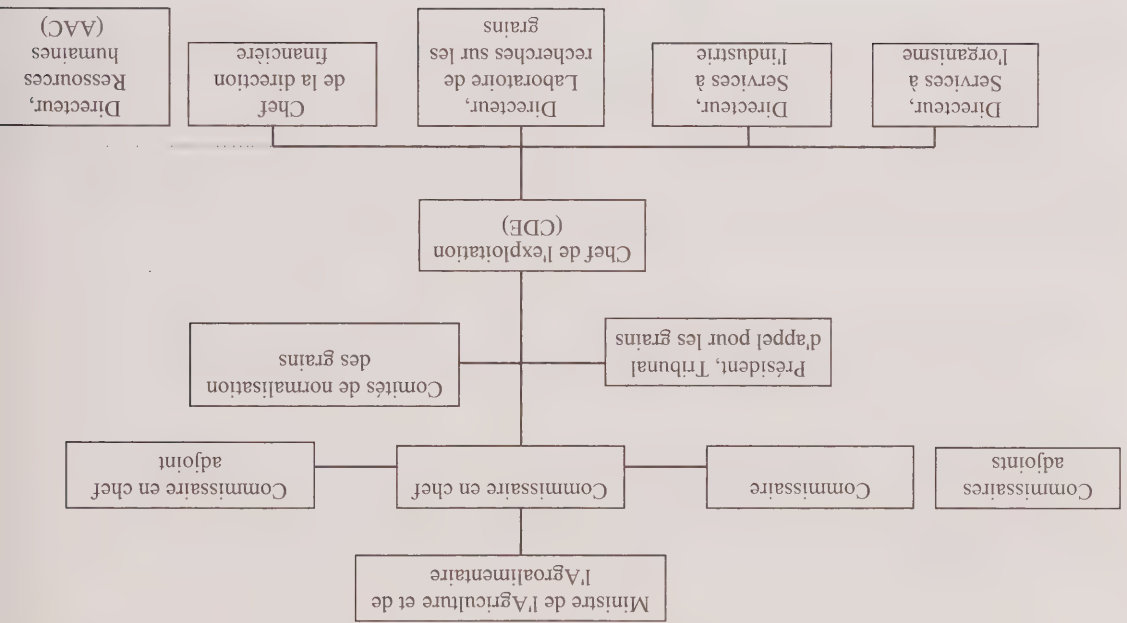 Ministre de l'Agriculture et de
l'Agroalimentaire
Commissaires
adjoints
Commissaire
Commissaire en chef
Commissaire en chef
adjoint
Président, Tribunal
d'appel pour les grains
Comités de normalisation
des grains
Chef de l'exploitation
(CDE)
Directeur,
Services à
l'organisme
Directeur,
Services à
l'industrie
Directeur,
Laboratoire de
recherches sur les
grains
Chef
de la direction
financière
Directeur,
Ressources
humaines
(AAC)